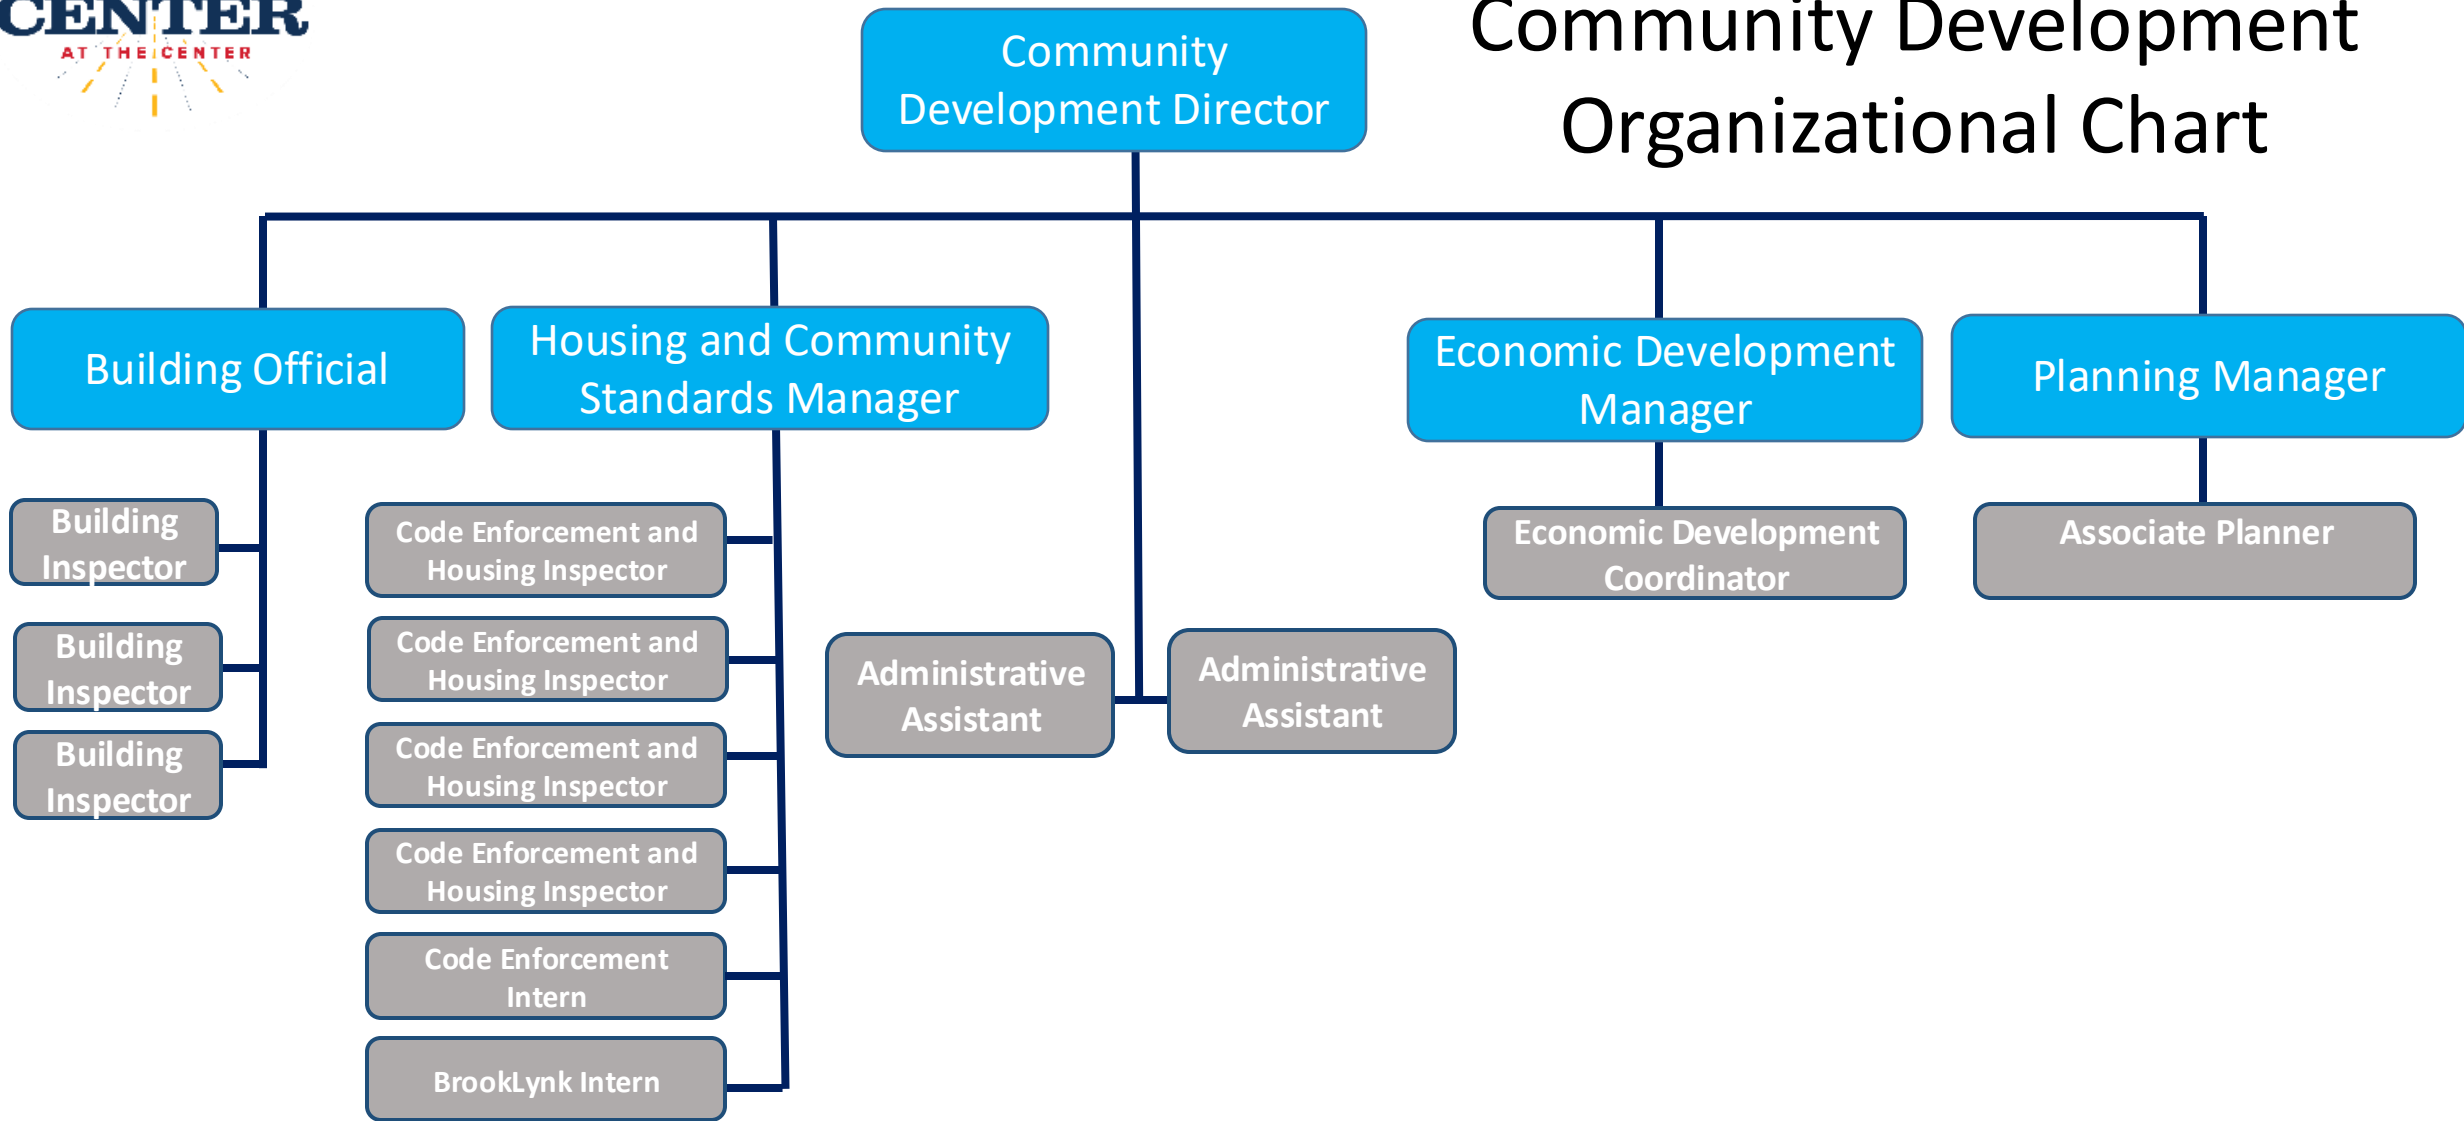 CENTER
AT THE CENTER
Community Development
Organizational Chart
Community
Development Director
Building Official
Housing and Community
Standards Manager
Economic Development
Manager
Planning Manager
Building
Inspector
Building
Inspector
Building
Inspector
Code Enforcement and
Housing Inspector
Code Enforcement and
Housing Inspector
Code Enforcement and
Housing Inspector
Code Enforcement and
Housing Inspector
Code Enforcement
Intern
BrookLynk Intern
Administrative
Assistant
Administrative
Assistant
Economic Development
Coordinator
Associate Planner